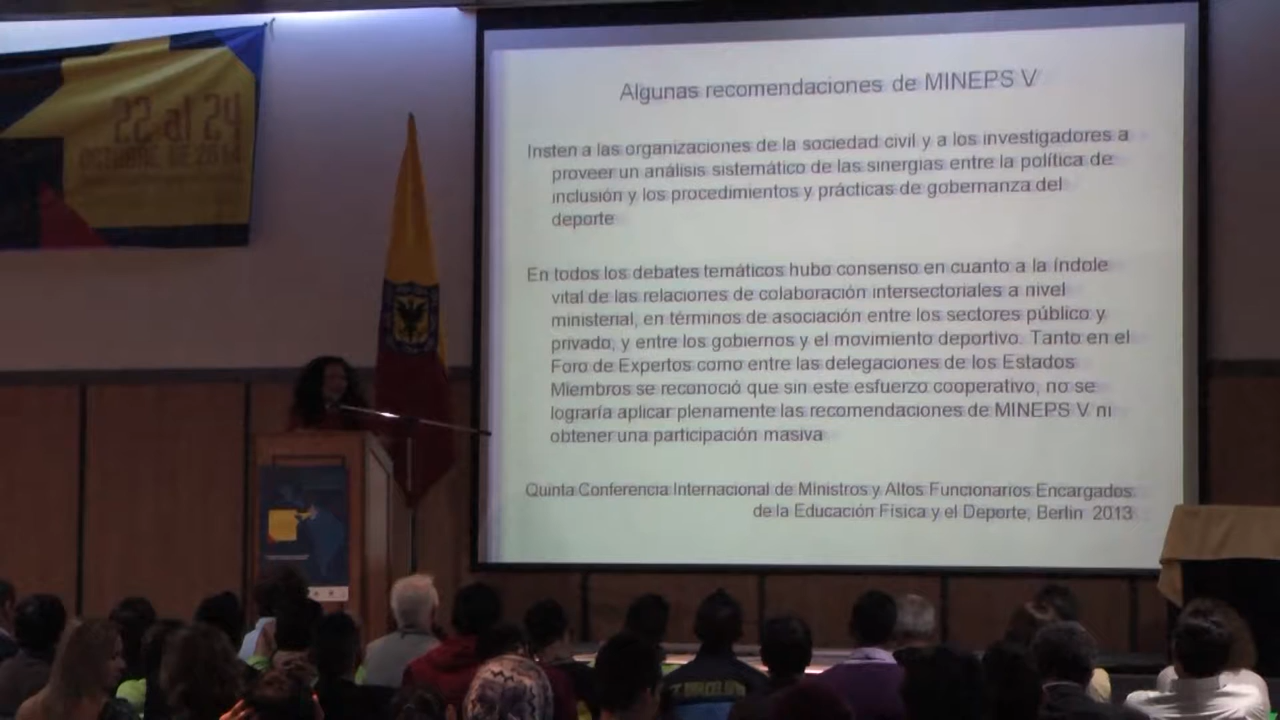 22 al 24
OCTUBRE DE 2014
Algunas recomendaciones de MINEPS V
Insten a las organizaciones de la sociedad civil y a los investigadores a
proveer un análisis sistemático de las sinergias entre la política de
inclusión y los procedimientos y prácticas de gobernanza del
deporte
En todos los debates temáticos hubo consenso en cuanto a la índole
vital de las relaciones de colaboración intersectoriales a nivel
ministerial, en términos de asociación entre los sectores público y
privado, y entre los gobiernos y el movimiento deportivo. Tanto en el
Foro de Expertos como entre las delegaciones de los Estados
Miembros se reconoció que sin este esfuerzo cooperativo, no se
lograría aplicar plenamente las recomendaciones de MINEPS V ni
obtener una participación masiva
Quinta Conferencia Internacional de Ministros y Altos Funcionarios Encargados
de la Educación Física y el Deporte, Berlin 2013